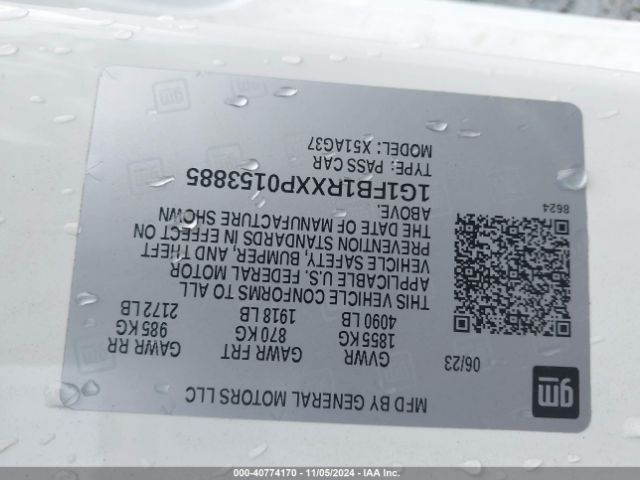 MFD BY GENERAL MOTORS LLC
gm
06/23
GVWR
GAWR FRT
GAWR RR
1855 KG
870 KG
985 KG
4090 LB
1918 LB
2172 LB
THIS VEHICLE CONFORMS TO ALL
APPLICABLE U.S. FEDERAL MOTOR
VEHICLE SAFETY, BUMPER, AND THEFT
PREVENTION STANDARDS IN EFFECT ON
THE DATE OF MANUFACTURE SHOWN
ABOVE.
1G1FB1RXXP0153885
TYPE: PASS CAR
MODEL: X51AG37
8624
000-40774170 - 11/05/2024 - IAA Inc.